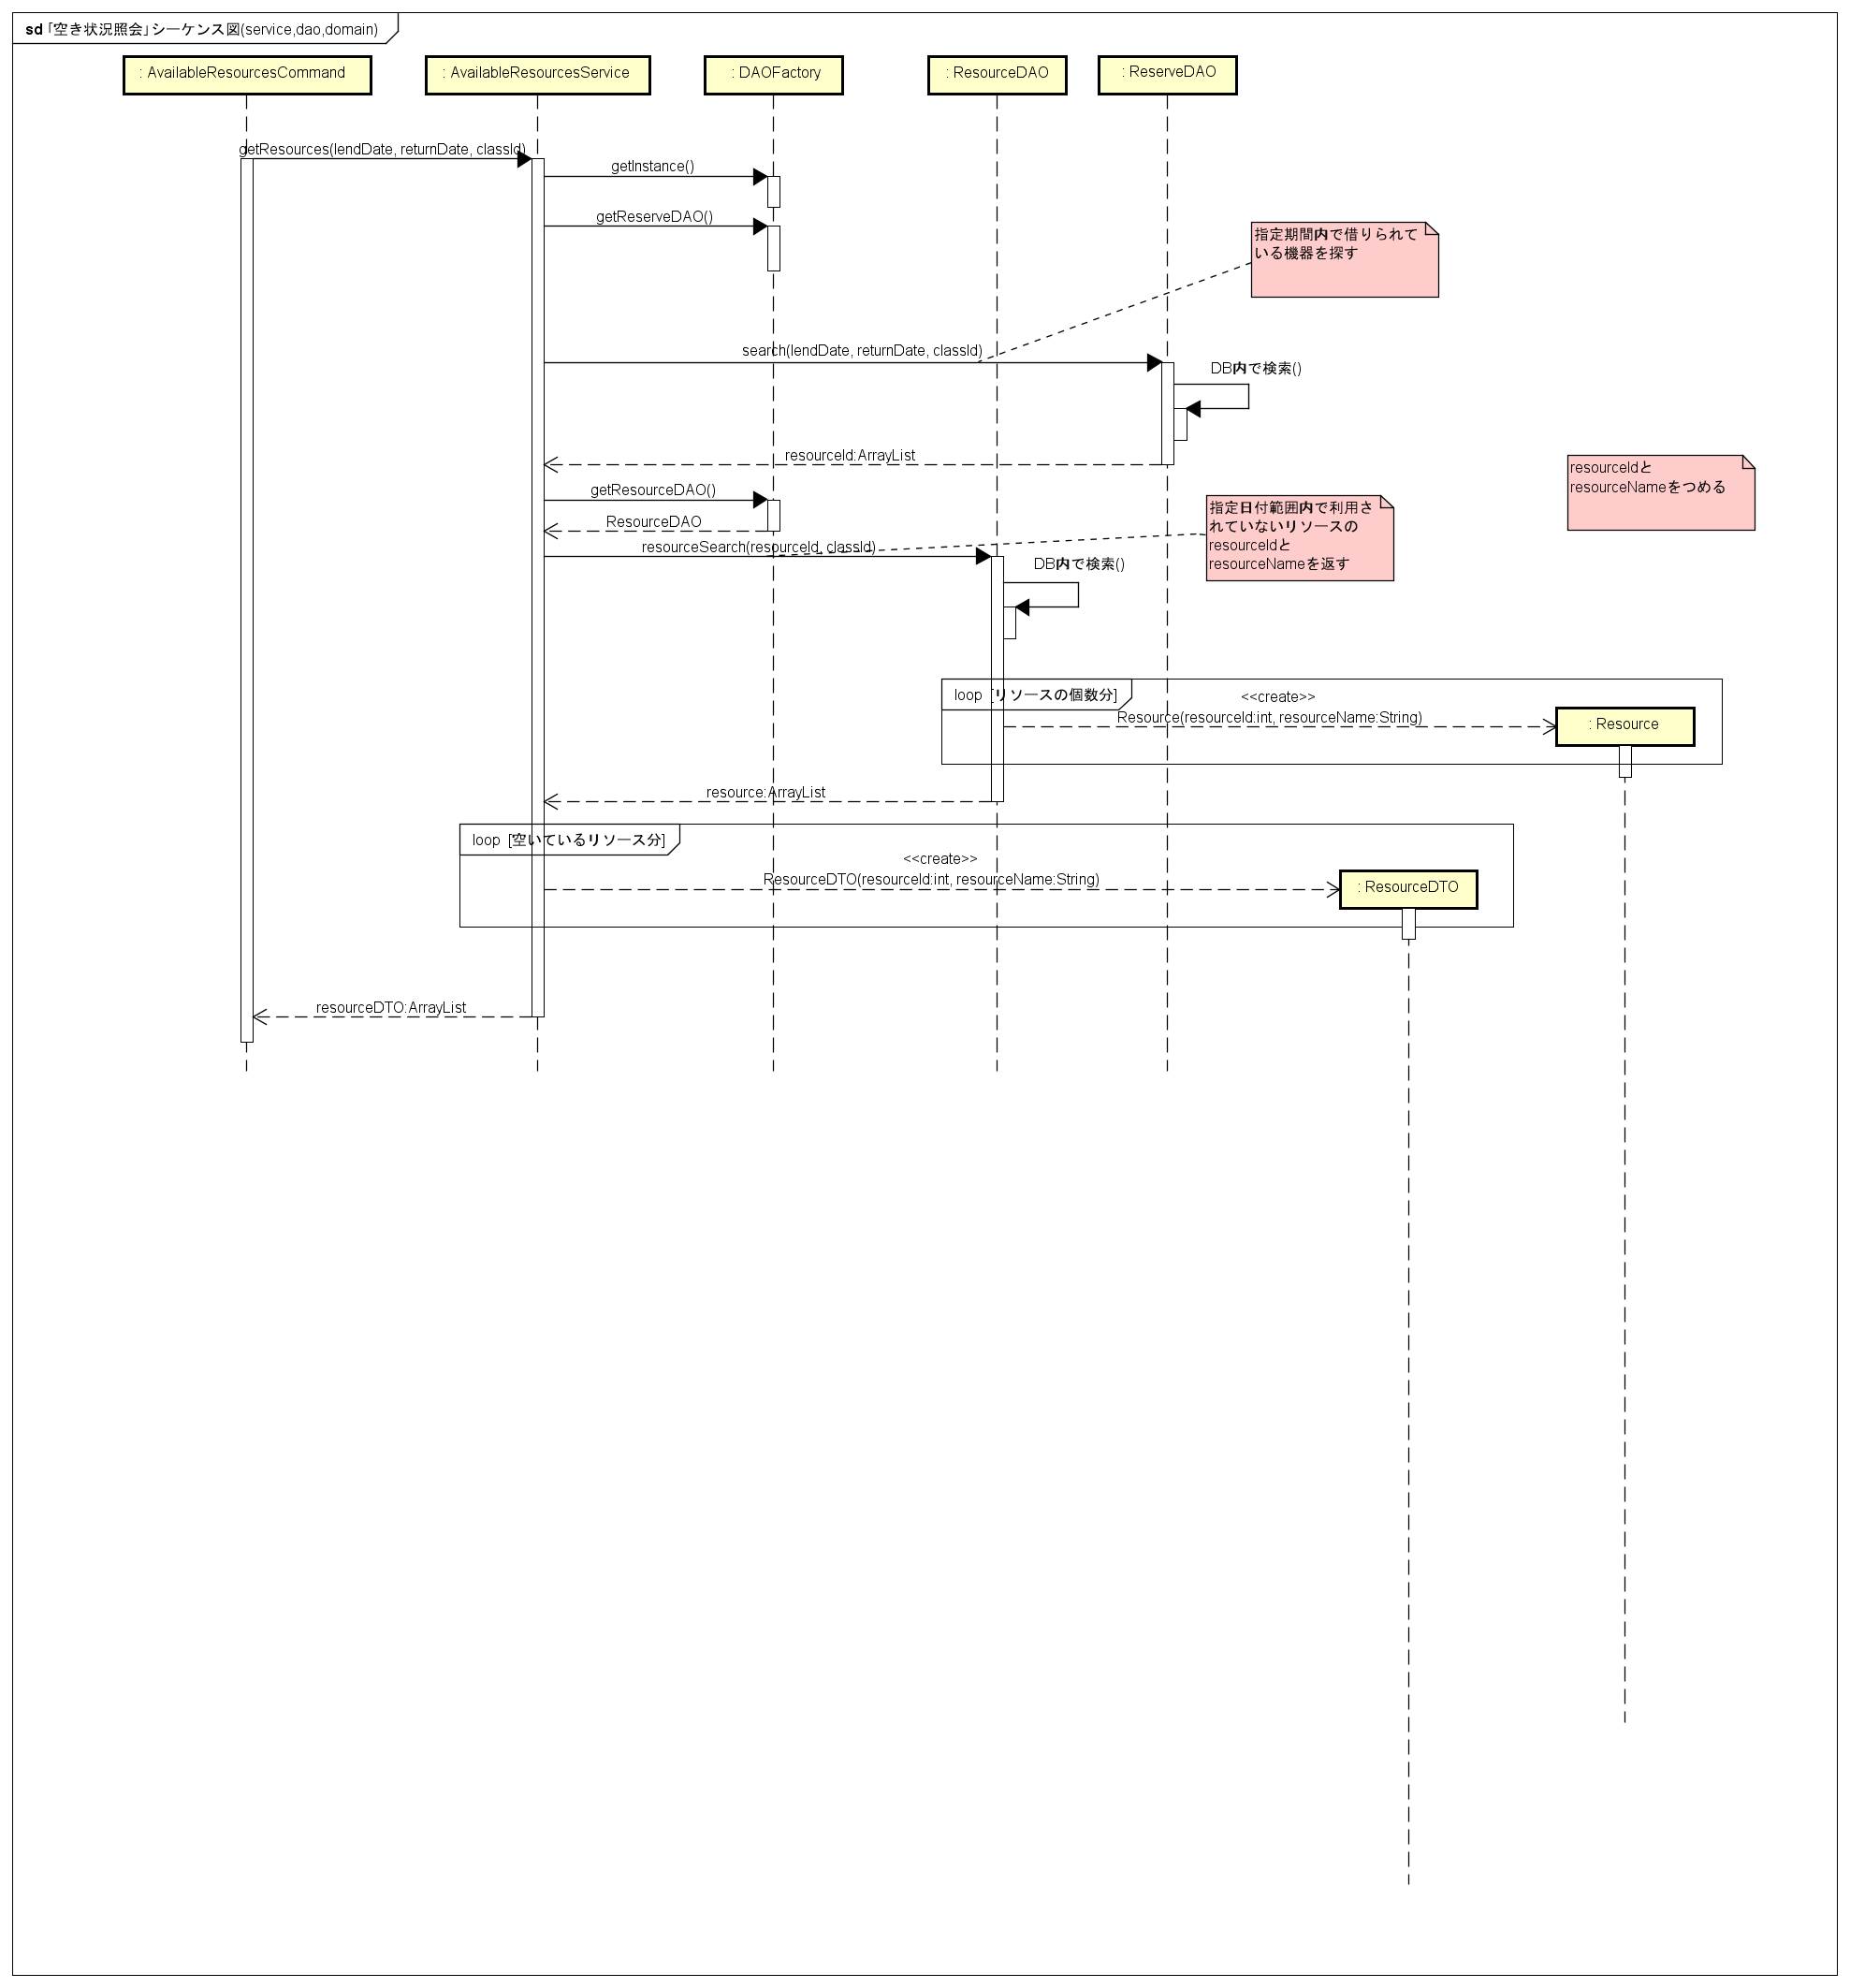 sd 「空き状況照会」シーケンス図(service,dao,domain)
: AvailableResourcesCommand
: AvailableResourcesService
: DAOFactory
: ResourceDAO
: ReserveDAO
getResources(lendDate, returnDate, classId)
getInstance()
getReserveDAO()
指定期間内で借りられて
いる機器を探す
search(lendDate, returnDate, classId)
DB内で検索()
resourceId:ArrayList
resourceIdと
resourceNameをつめる
getResourceDAO()
指定日付範囲内で利用さ
れていないリソースの
resourceIdと
resourceNameを返す
ResourceDAO
resourceSearch(resourceId, classId)
DB内で検索()
loop [リソースの個数分]
<<create>>
Resource(resourceId:int, resourceName:String)
: Resource
resource:ArrayList
loop [空いているリソース分]
<<create>>
ResourceDTO(resourceId:int, resourceName:String)
: ResourceDTO
resourceDTO:ArrayList